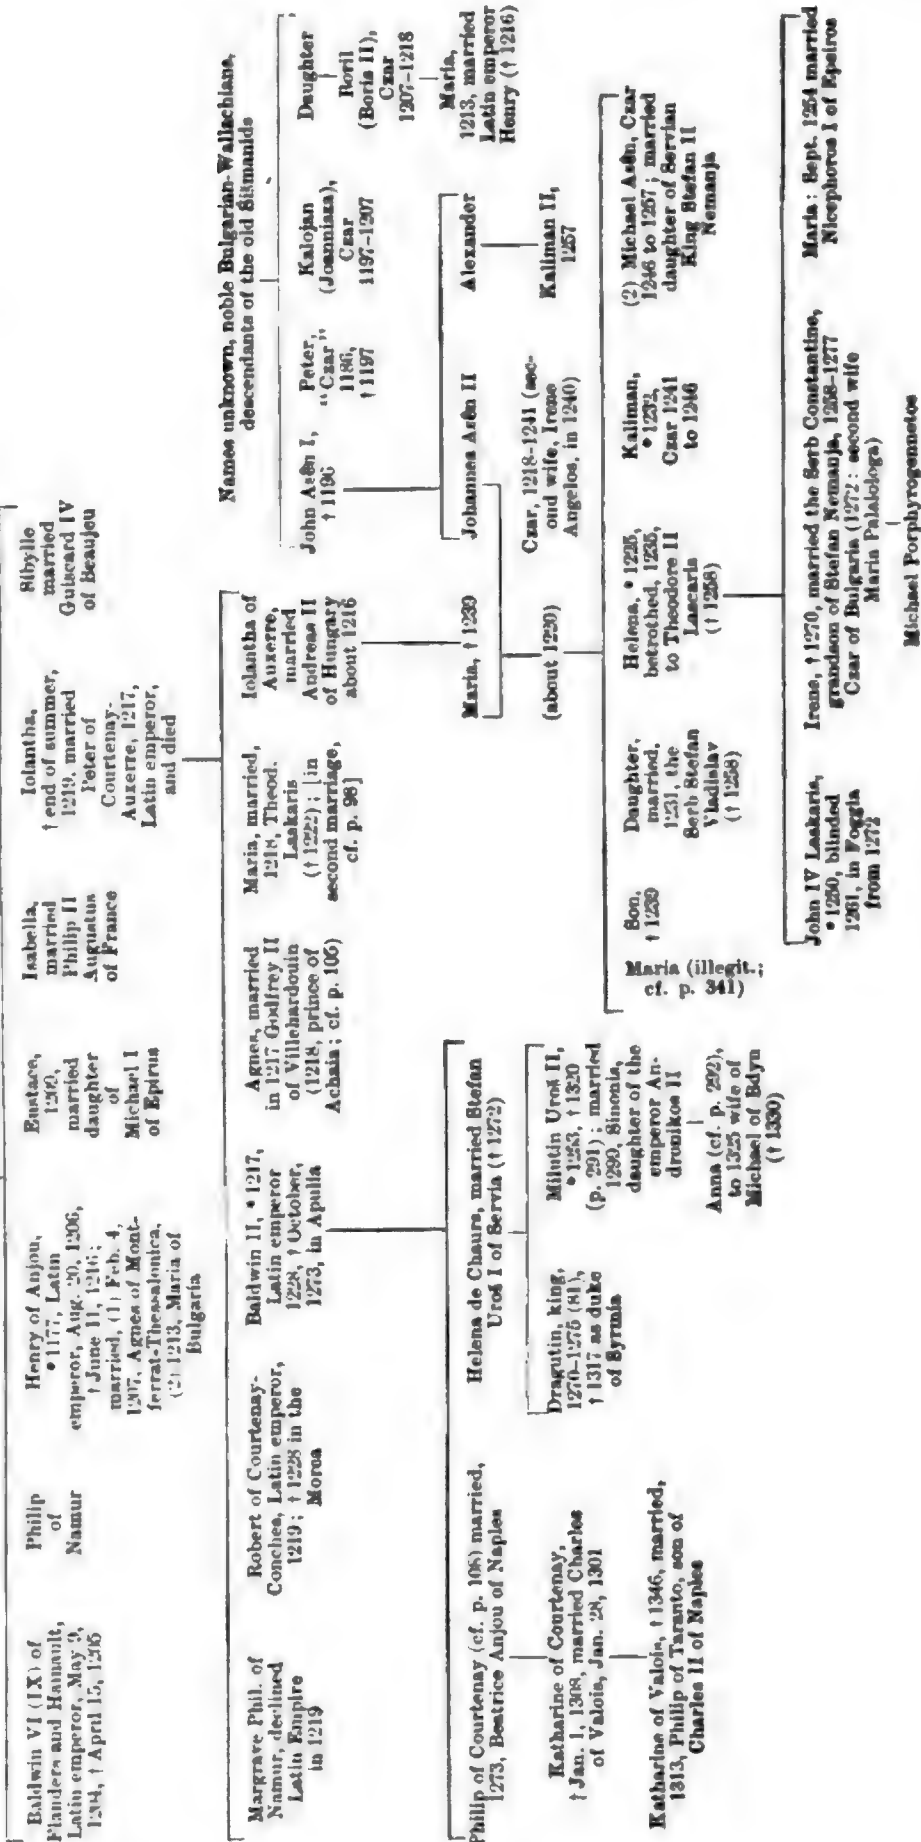 Baldwin VI (IX) of
Flanders and Hainault,
Latin emperor, May 9,
1204, † April 15, 1205
Philip
of
Namur
Henry of Anjou,
* 1177, Latin
emperor, Aug. 20, 1206,
† June 11, 1216;
married, (1) Feb. 4,
1207, Agnes of Mont-
ferrat-Thessalonica,
(2) 1213, Maria of
Bulgaria
Eustace,
1209,
married
daughter
of
Michael I
of Epirus
Isabella,
married
Philip II
Augustus
of France
Iolantha,
† end of summer,
1219, married
Peter of
Courtenay-
Auxerre, 1217,
Latin emperor,
and died
Sibylle
married
Guiscard IV
of Beaujeu
Margrave Phil. of
Namur, declined
Latin Empire
in 1219
Robert of Courtenay-
Conches, Latin emperor,
1219; † 1228 in the
Morea
Baldwin II, * 1217,
Latin emperor
1228, † October,
1273, in Apulia
Agnes, married
in 1217 Godfrey II
of Villehardouin
(1218, prince of
Achaia; cf. p. 105)
Maria, married,
1218, Theod.
Laskaris
(† 1222); [in
second marriage,
cf. p. 98]
Iolantha of
Auxerre,
married
Andreas II
of Hungary
about 1216
Names unknown, noble Bulgarian-Wallachians,
descendants of the old Šišmanids
John Asên I,
† 1196
Peter,
"Czar",
1186,
† 1197
Kalojan
(Joannisza),
Czar
1197–1207
Daughter
Boril
(Boris II),
Czar
1207–1218
Maria,
1213, married
Latin emperor
Henry († 1216)
Maria, † 1239
Johannes Asên II
Alexander
(about 1220)
Czar, 1218–1241 (sec-
ond wife, Irene
Angelos, in 1240)
Kaliman II,
1257
Philip of Courtenay (cf. p. 108) married,
1273, Beatrice Anjou of Naples
Helena de Chaurs, married Stefan
Uroš I of Servia († 1272)
Maria (illegit.;
cf. p. 341)
Son,
† 1239
Daughter,
married,
1231, the
Serb Stefan
Vladislav
(† 1258)
Helena, * 1225,
betrothed, 1235,
to Theodore II
Lascaris
(† 1258)
Kaliman,
* 1232,
Czar 1241
to 1246
(2) Michael Asên, Czar
1246 to 1257; married
daughter of Servian
King Stefan II
Nemanja
Katharine of Courtenay,
† Jan. 1, 1308, married Charles
of Valois, Jan. 28, 1301
Dragutin, king,
1270–1275 (81),
† 1317 as duke
of Syrmia
Milutin Uroš II,
* 1253, † 1320
(p. 291); married
1299, Sinonia,
daughter of the
emperor An-
dronikos II
Katharine of Valois, † 1346, married,
1313, Philip of Taranto, son of
Charles II of Naples
Anna (cf. p. 292),
to 1325 wife of
Michael of Bdyn
(† 1330)
John IV Laskaris,
* 1250, blinded
1261, in Foggia
from 1272
Irene, † 1270, married the Serb Constantine,
grandson of Stefan Nemanja, 1258–1277
Czar of Bulgaria (1272: second wife
Maria Palaiologa)
Maria; Sept. 1254 married
Nicephoros I of Epeiros
Michael Porphyrogennetos